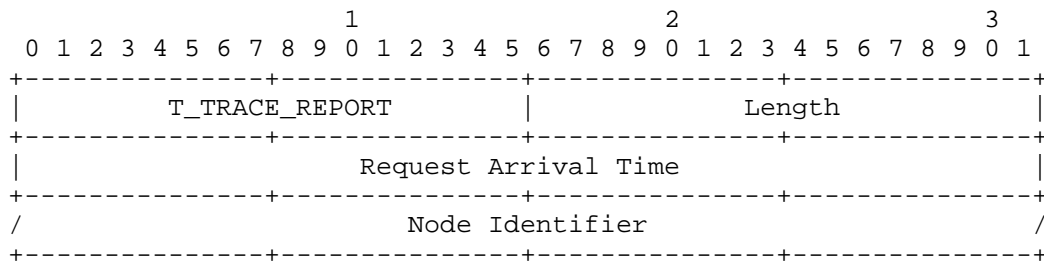 1                   2                   3
 0 1 2 3 4 5 6 7 8 9 0 1 2 3 4 5 6 7 8 9 0 1 2 3 4 5 6 7 8 9 0 1
+---------------+---------------+---------------+---------------+
|         T_TRACE_REPORT        |             Length            |
+---------------+---------------+---------------+---------------+
|                     Request Arrival Time                      |
+---------------+---------------+---------------+---------------+
/                        Node Identifier                        /
+---------------+---------------+---------------+---------------+